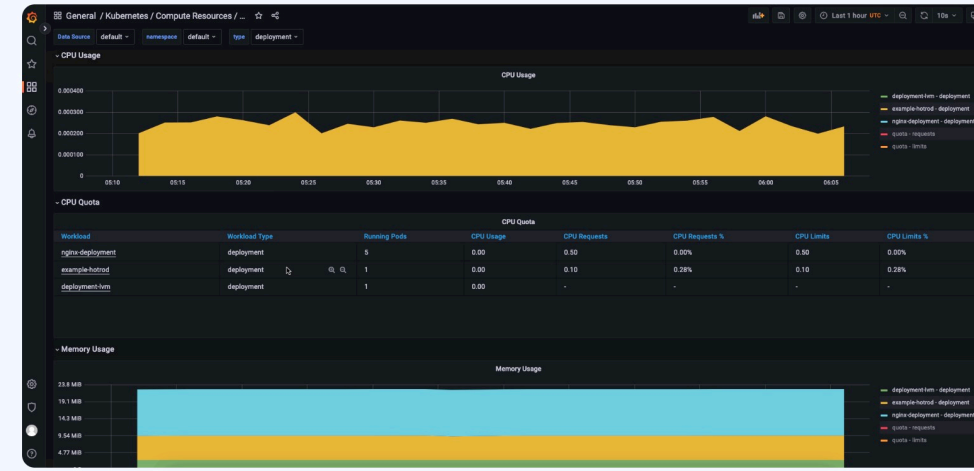 General / Kubernetes / Compute Resources / ...
Last 1 hour UTC
10s
Data Source default
namespace default
type deployment
CPU Usage
CPU Usage
0.000400
0.000300
0.000200
0.000100
0
05:10 05:15 05:20 05:25 05:30 05:35 05:40 05:45 05:50 05:55 06:00 06:05
deployment-lvm - deployment
example-hotrod - deployment
nginx-deployment - deployment
quota - requests
quota - limits
CPU Quota
CPU Quota
Workload Workload Type Running Pods CPU Usage CPU Requests CPU Requests % CPU Limits CPU Limits %
nginx-deployment deployment 5 0.00 0.50 0.00% 0.50 0.00%
example-hotrod deployment 1 0.00 0.10 0.28% 0.10 0.28%
deployment-lvm deployment 1 0.00 - - - -
Memory Usage
Memory Usage
23.8 MiB
19.1 MiB
14.3 MiB
9.54 MiB
4.77 MiB
deployment-lvm - deployment
example-hotrod - deployment
nginx-deployment - deployment
quota - requests
quota - limits